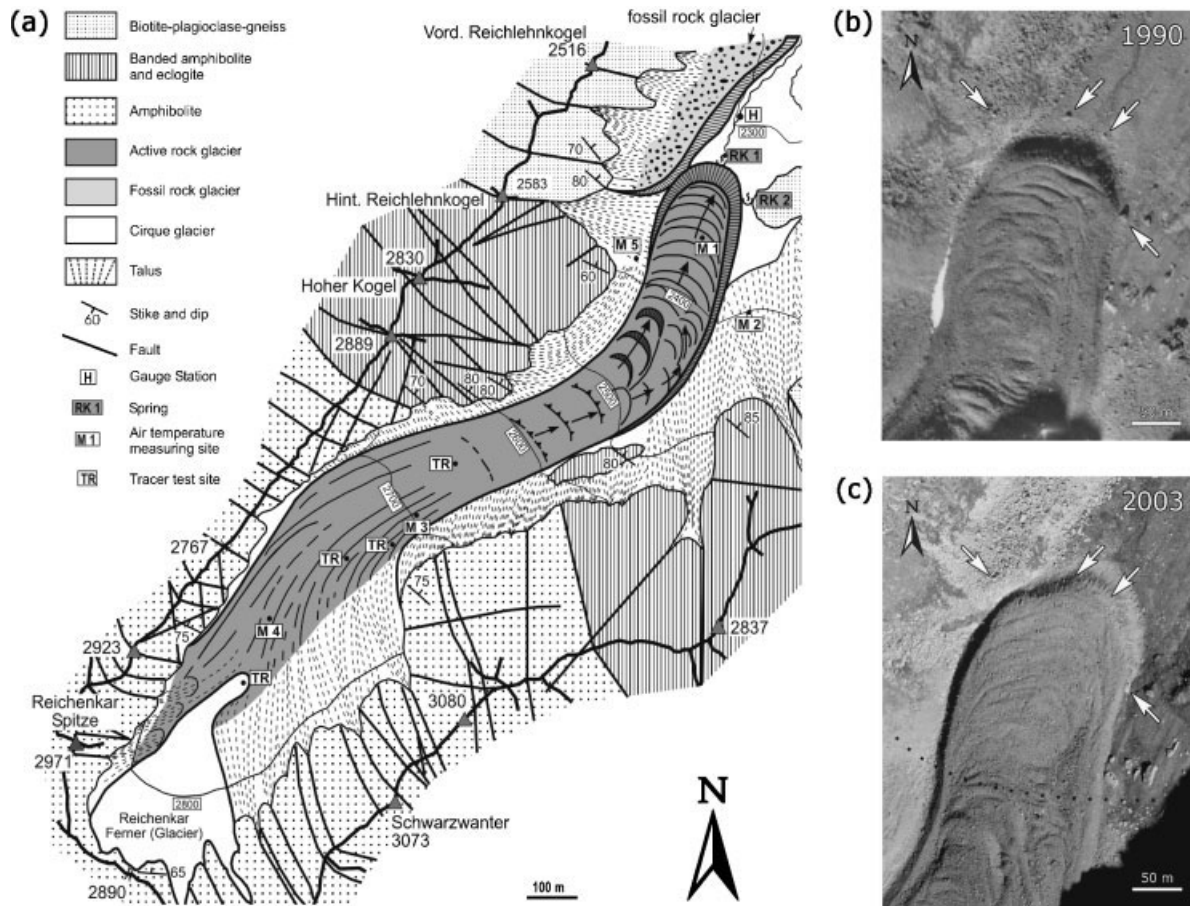 (a)
Biotite-plagioclase-gneiss
Banded amphibolite
and eclogite
Amphibolite
Active rock glacier
Fossil rock glacier
Cirque glacier
Talus
60
Stike and dip
Fault
H
Gauge Station
RK 1
Spring
M 1
Air temperature
measuring site
TR
Tracer test site
fossil rock glacier
Vord. Reichlehnkogel
2516
H
2300
70
RK 1
80
2583
Hint. Reichlehnkogel
RK 2
M 5
M 1
2830
60
Hoher Kogel
2400
M 2
2889
80
80
70
2500
85
2600
80
TR
2700
M 3
2767
TR
TR
75
75
M 4
2837
2923
TR
3080
Reichenkar
Spitze
2971
2800
Reichenkar
Ferner (Glacier)
Schwarzwanter
3073
65
2890
100 m
N
(b)
N
1990
(c)
N
2003
50 m